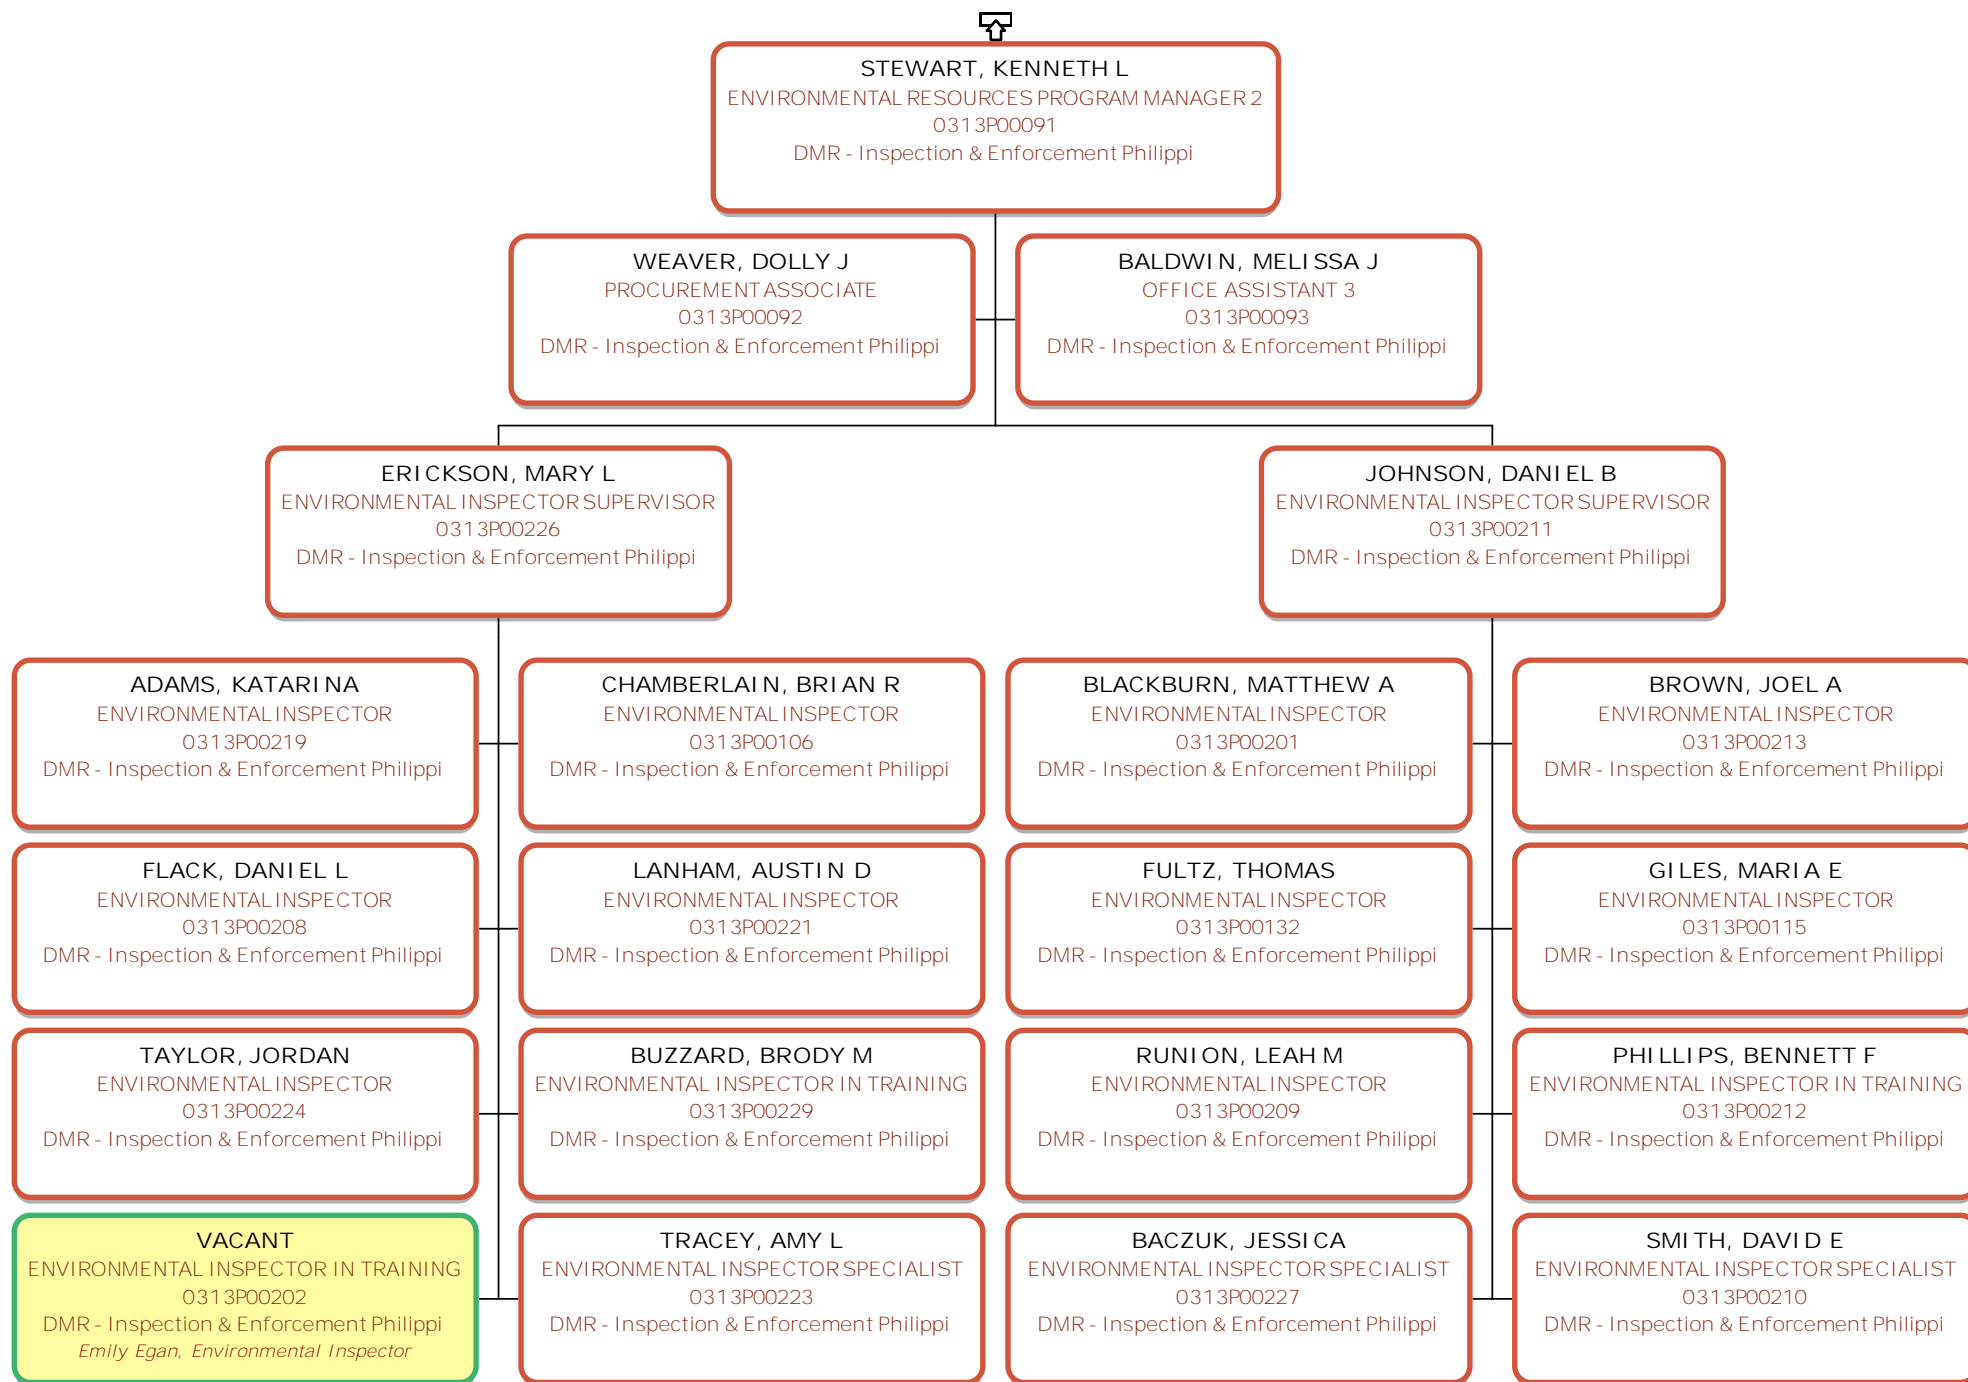 STEWART, KENNETH L
ENVIRONMENTAL RESOURCES PROGRAM MANAGER 2
0313P00091
DMR - Inspection & Enforcement Philippi
WEAVER, DOLLY J
PROCUREMENT ASSOCIATE
0313P00092
DMR - Inspection & Enforcement Philippi
BALDWIN, MELISSA J
OFFICE ASSISTANT 3
0313P00093
DMR - Inspection & Enforcement Philippi
ERICKSON, MARY L
ENVIRONMENTAL INSPECTOR SUPERVISOR
0313P00226
DMR - Inspection & Enforcement Philippi
JOHNSON, DANIEL B
ENVIRONMENTAL INSPECTOR SUPERVISOR
0313P00211
DMR - Inspection & Enforcement Philippi
ADAMS, KATARINA
ENVIRONMENTAL INSPECTOR
0313P00219
DMR - Inspection & Enforcement Philippi
CHAMBERLAIN, BRIAN R
ENVIRONMENTAL INSPECTOR
0313P00106
DMR - Inspection & Enforcement Philippi
BLACKBURN, MATTHEW A
ENVIRONMENTAL INSPECTOR
0313P00201
DMR - Inspection & Enforcement Philippi
BROWN, JOEL A
ENVIRONMENTAL INSPECTOR
0313P00213
DMR - Inspection & Enforcement Philippi
FLACK, DANIEL L
ENVIRONMENTAL INSPECTOR
0313P00208
DMR - Inspection & Enforcement Philippi
LANHAM, AUSTIN D
ENVIRONMENTAL INSPECTOR
0313P00221
DMR - Inspection & Enforcement Philippi
FULTZ, THOMAS
ENVIRONMENTAL INSPECTOR
0313P00132
DMR - Inspection & Enforcement Philippi
GILES, MARIA E
ENVIRONMENTAL INSPECTOR
0313P00115
DMR - Inspection & Enforcement Philippi
TAYLOR, JORDAN
ENVIRONMENTAL INSPECTOR
0313P00224
DMR - Inspection & Enforcement Philippi
BUZZARD, BRODY M
ENVIRONMENTAL INSPECTOR IN TRAINING
0313P00229
DMR - Inspection & Enforcement Philippi
RUNION, LEAH M
ENVIRONMENTAL INSPECTOR
0313P00209
DMR - Inspection & Enforcement Philippi
PHILLIPS, BENNETT F
ENVIRONMENTAL INSPECTOR IN TRAINING
0313P00212
DMR - Inspection & Enforcement Philippi
VACANT
ENVIRONMENTAL INSPECTOR IN TRAINING
0313P00202
DMR - Inspection & Enforcement Philippi
Emily Egan, Environmental Inspector
TRACEY, AMY L
ENVIRONMENTAL INSPECTOR SPECIALIST
0313P00223
DMR - Inspection & Enforcement Philippi
BACZUK, JESSICA
ENVIRONMENTAL INSPECTOR SPECIALIST
0313P00227
DMR - Inspection & Enforcement Philippi
SMITH, DAVID E
ENVIRONMENTAL INSPECTOR SPECIALIST
0313P00210
DMR - Inspection & Enforcement Philippi